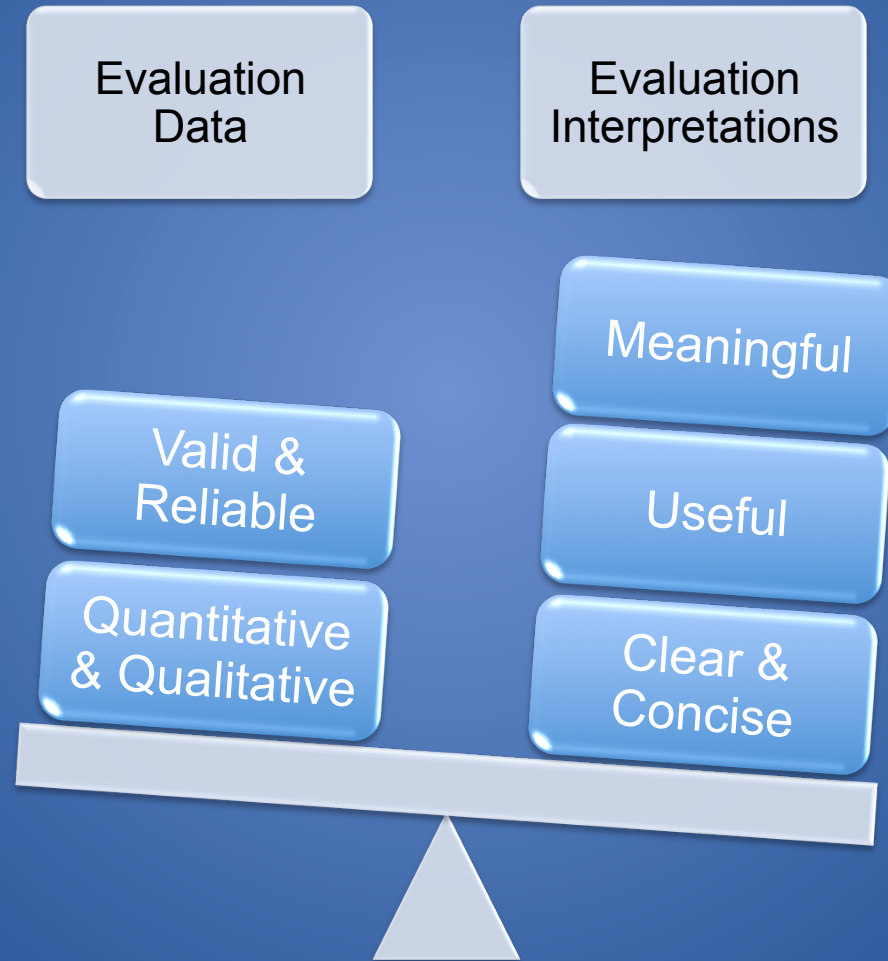 Evaluation
Data
Evaluation
Interpretations
Valid &
Reliable
Quantitative
& Qualitative
Meaningful
Useful
Clear &
Concise